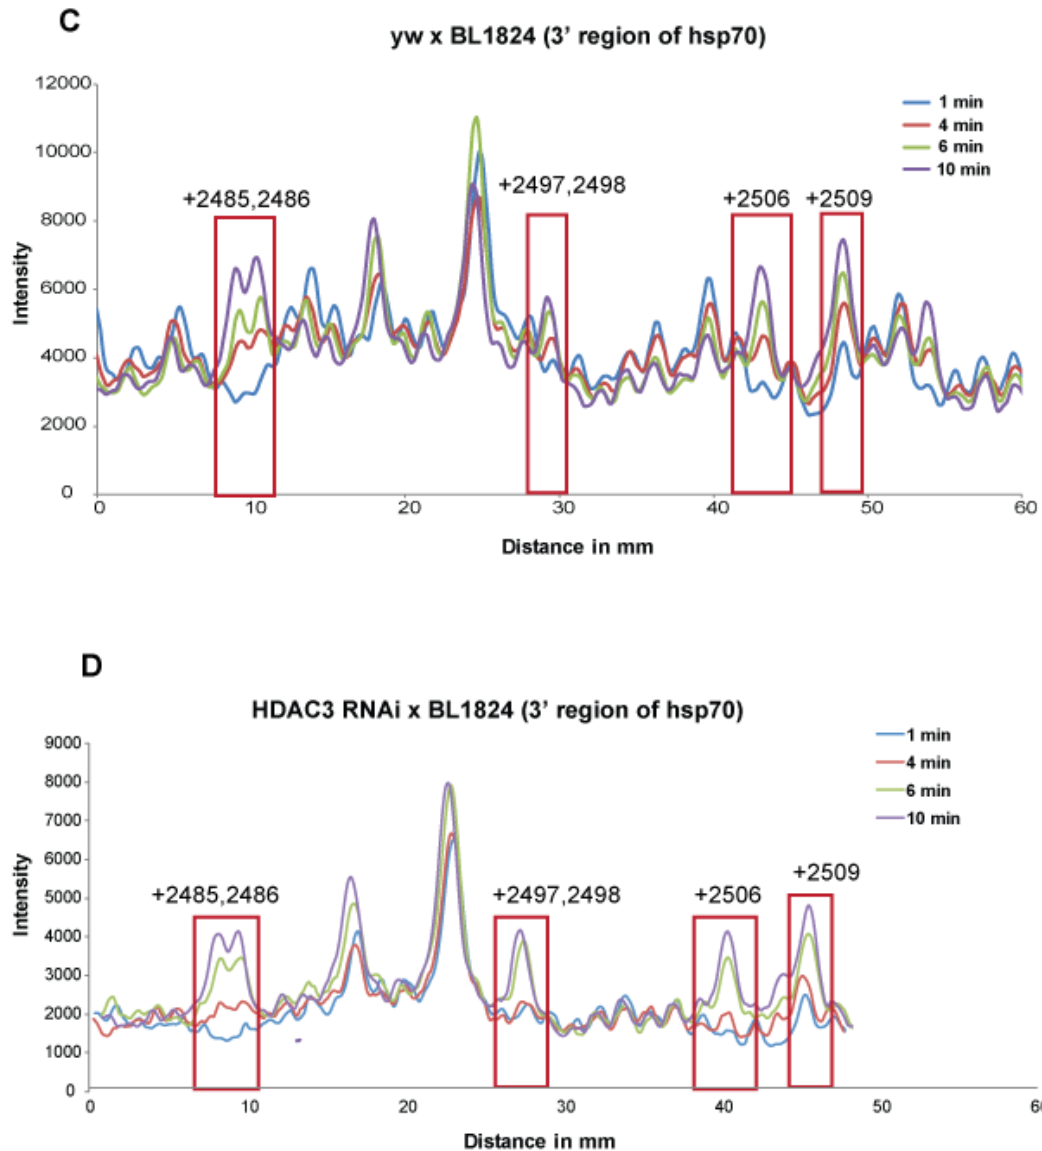 C
yw x BL1824 (3’ region of hsp70)
12000
10000
8000
6000
4000
2000
0
Intensity
1 min
4 min
6 min
10 min
+2485,2486
+2497,2498
+2506
+2509
0 10 20 30 40 50 60
Distance in mm
D
HDAC3 RNAi x BL1824 (3’ region of hsp70)
9000
8000
7000
6000
5000
4000
3000
2000
1000
0
Intensity
1 min
4 min
6 min
10 min
+2485,2486
+2497,2498
+2506
+2509
0 10 20 30 40 50
Distance in mm